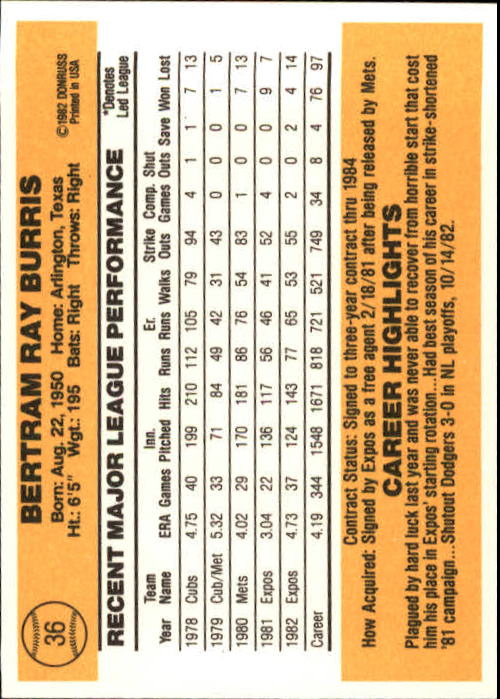 36
BERTRAM RAY BURRIS
Born: Aug. 22, 1950 Home: Arlington, Texas
Ht.: 6'5" Wgt.: 195 Bats: Right Throws: Right
©1982 DONRUSS
Printed in USA
RECENT MAJOR LEAGUE PERFORMANCE
*Denotes
Led League
Team Inn. Er. Strike Comp. Shut
Year Name ERA Games Pitched Hits Runs Runs Walks Outs Games Outs Save Won Lost
1978 Cubs 4.75 40 199 210 112 105 79 94 4 1 1 7 13
1979 Cub/Met 5.32 33 71 84 49 42 31 43 0 0 0 1 5
1980 Mets 4.02 29 170 181 86 76 54 83 1 0 0 7 13
1981 Expos 3.04 22 136 117 56 46 41 52 4 0 0 9 7
1982 Expos 4.73 37 124 143 77 65 53 55 2 0 2 4 14
Career 4.19 344 1548 1671 818 721 521 749 34 8 4 76 97
Contract Status: Signed to three-year contract thru 1984
How Acquired: Signed by Expos as a free agent 2/18/81 after being released by Mets.
CAREER HIGHLIGHTS
Plagued by hard luck last year and was never able to recover from horrible start that cost
him his place in Expos' starting rotation...Had best season of his career in strike-shortened
'81 campaign...Shutout Dodgers 3-0 in NL playoffs, 10/14/82.